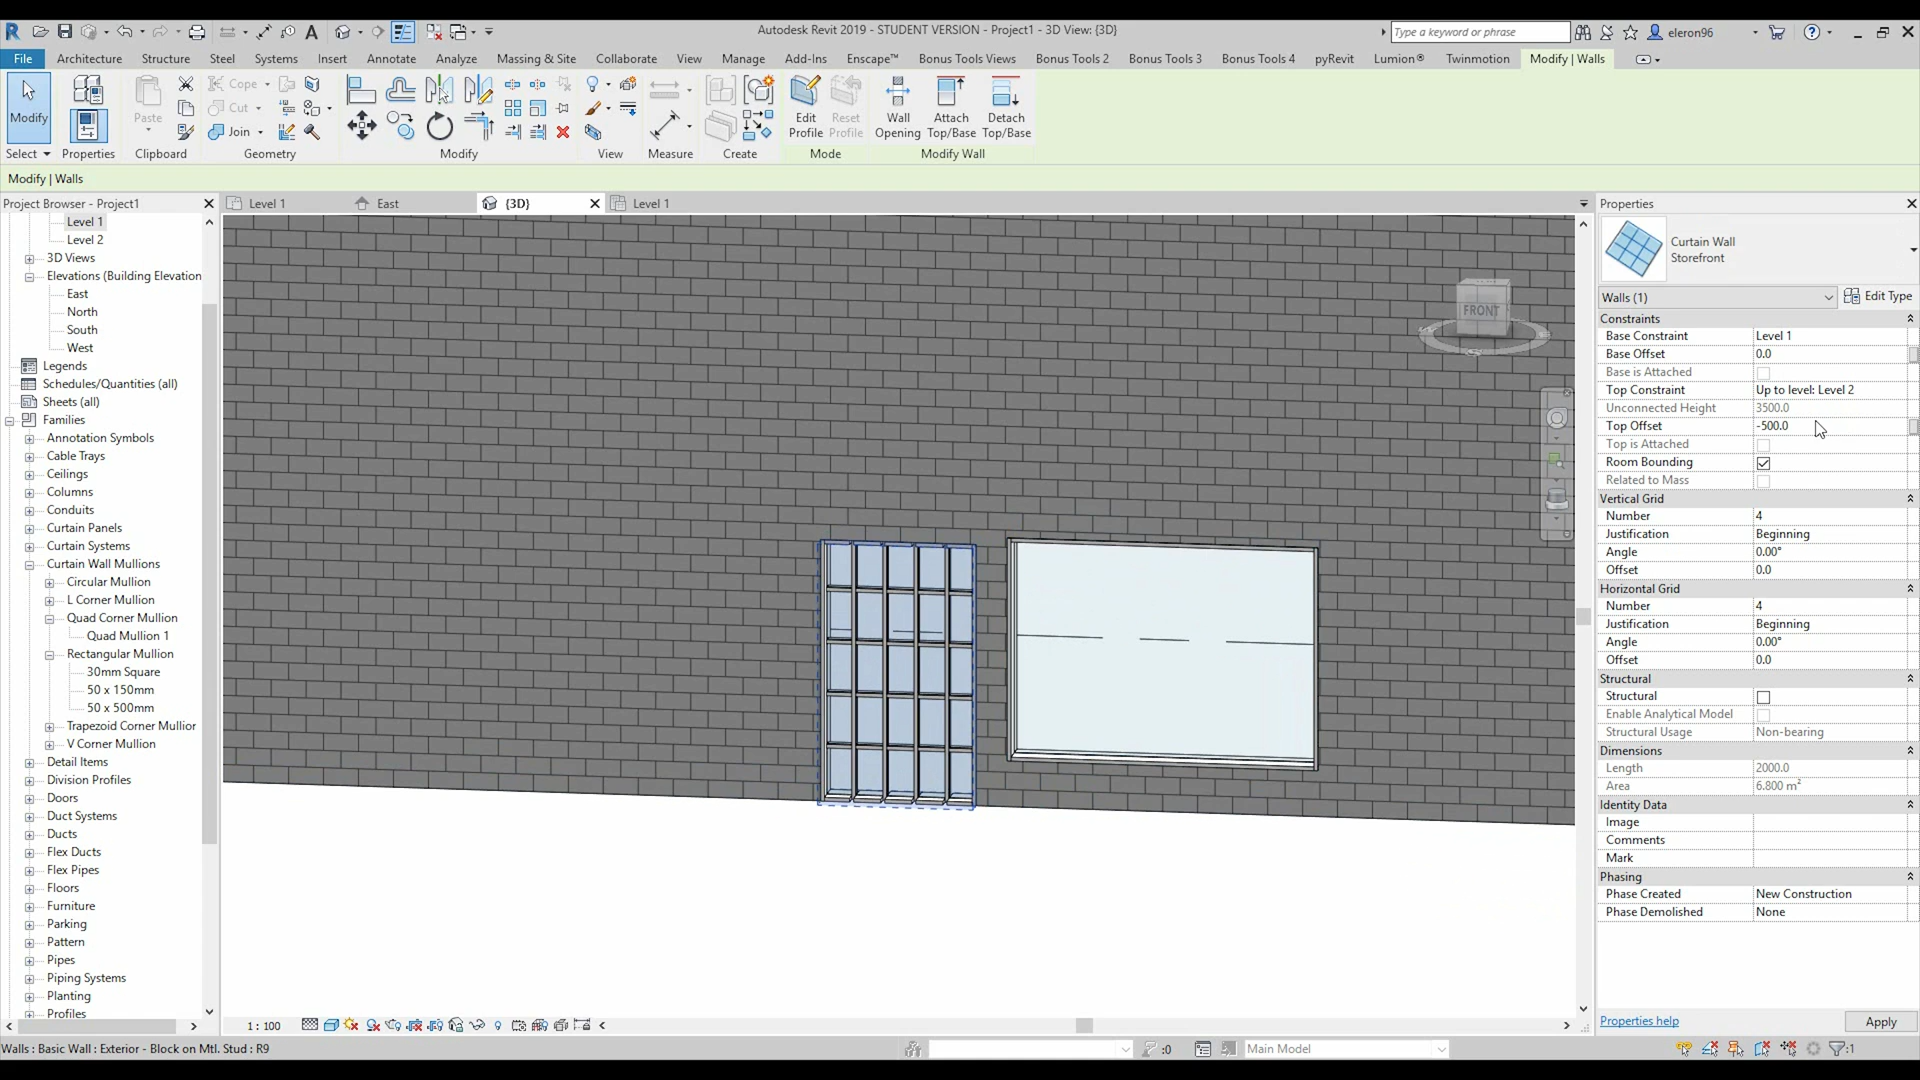 Autodesk Revit 2019 - STUDENT VERSION - Project1 - 3D View: {3D}
Type a keyword or phrase
eleron96
File
Architecture
Structure
Steel
Systems
Insert
Annotate
Analyze
Massing & Site
Collaborate
View
Manage
Add-Ins
Enscape™
Bonus Tools Views
Bonus Tools 2
Bonus Tools 3
Bonus Tools 4
pyRevit
Lumion®
Twinmotion
Modify | Walls
Modify
Paste
Cope
Cut
Join
Edit Profile
Reset Profile
Wall Opening
Attach Top/Base
Detach Top/Base
Select
Properties
Clipboard
Geometry
Modify
View
Measure
Create
Mode
Modify Wall
Modify | Walls
Project Browser - Project1
Level 1
East
{3D}
Level 1
Level 1
Level 2
3D Views
Elevations (Building Elevation
East
North
South
West
Legends
Schedules/Quantities (all)
Sheets (all)
Families
Annotation Symbols
Cable Trays
Ceilings
Columns
Conduits
Curtain Panels
Curtain Systems
Curtain Wall Mullions
Circular Mullion
L Corner Mullion
Quad Corner Mullion
Quad Mullion 1
Rectangular Mullion
30mm Square
50 x 150mm
50 x 500mm
Trapezoid Corner Mullior
V Corner Mullion
Detail Items
Division Profiles
Doors
Duct Systems
Ducts
Flex Ducts
Flex Pipes
Floors
Furniture
Parking
Pattern
Pipes
Piping Systems
Planting
Profiles
FRONT
Properties
Curtain Wall
Storefront
Walls (1)
Edit Type
Constraints
Base Constraint Level 1
Base Offset 0.0
Base is Attached
Top Constraint Up to level: Level 2
Unconnected Height 3500.0
Top Offset -500.0
Top is Attached
Room Bounding
Related to Mass
Vertical Grid
Number 4
Justification Beginning
Angle 0.00°
Offset 0.0
Horizontal Grid
Number 4
Justification Beginning
Angle 0.00°
Offset 0.0
Structural
Structural
Enable Analytical Model
Structural Usage Non-bearing
Dimensions
Length 2000.0
Area 6.800 m²
Identity Data
Image
Comments
Mark
Phasing
Phase Created New Construction
Phase Demolished None
Properties help
Apply
1 : 100
Walls : Basic Wall : Exterior - Block on Mtl. Stud : R9
:0
Main Model
:1